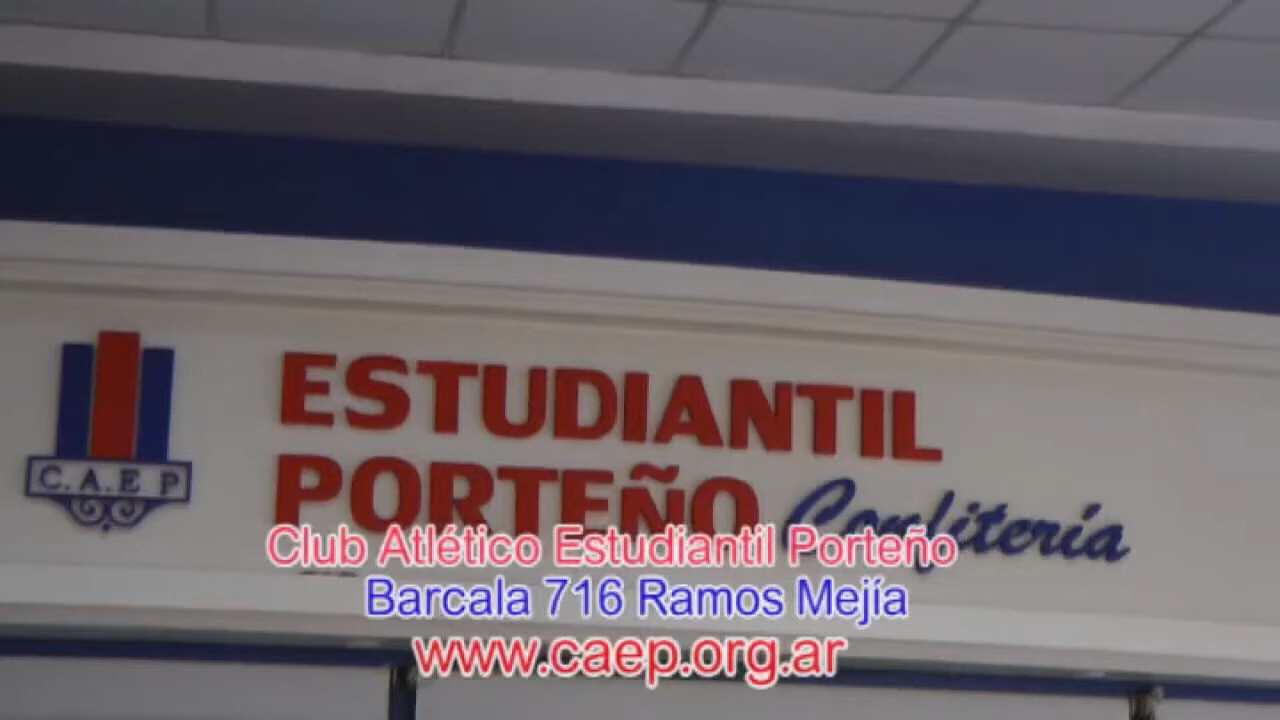 C.A.E P
ESTUDIANTIL
PORTEÑO Confitería
Club Atlético Estudiantil Porteño
Barcala 716 Ramos Mejía
www.caep.org.ar